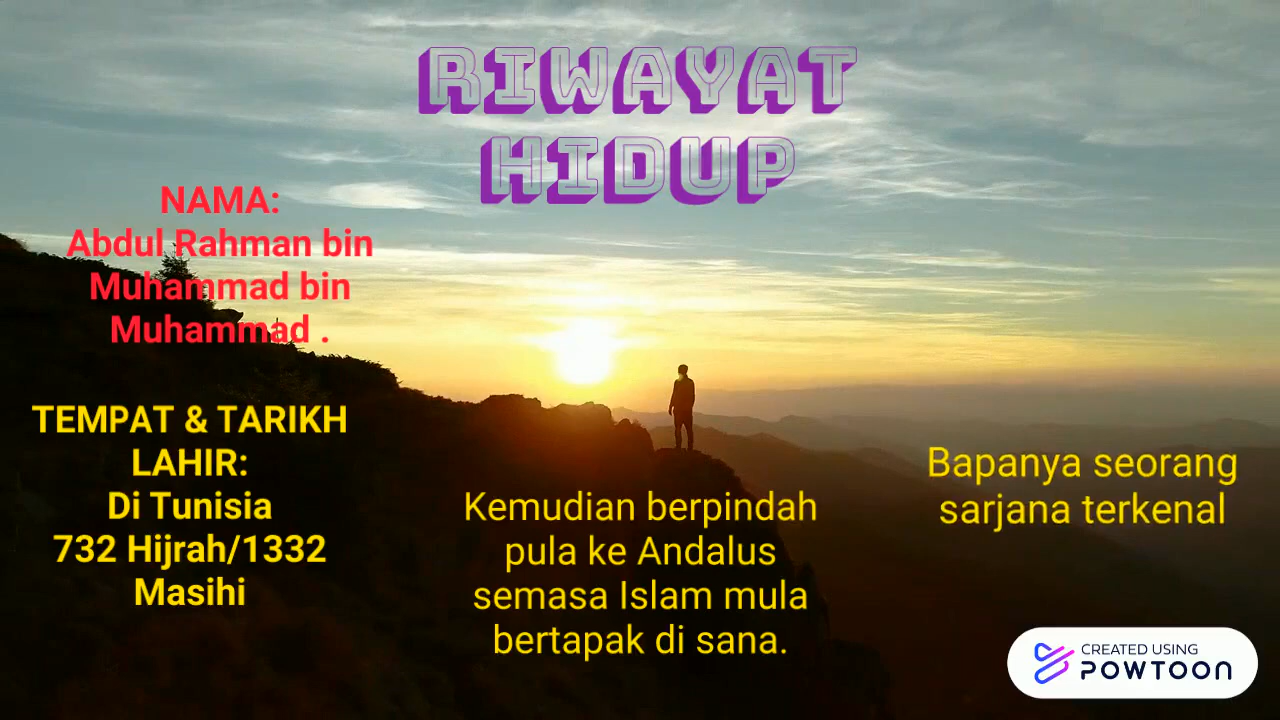 RIWAYAT
HIDUP
NAMA:
Abdul Rahman bin
Muhammad bin
Muhammad .
TEMPAT & TARIKH
LAHIR:
Di Tunisia
732 Hijrah/1332
Masihi
Kemudian berpindah
pula ke Andalus
semasa Islam mula
bertapak di sana.
Bapanya seorang
sarjana terkenal
CREATED USING
POWTOON